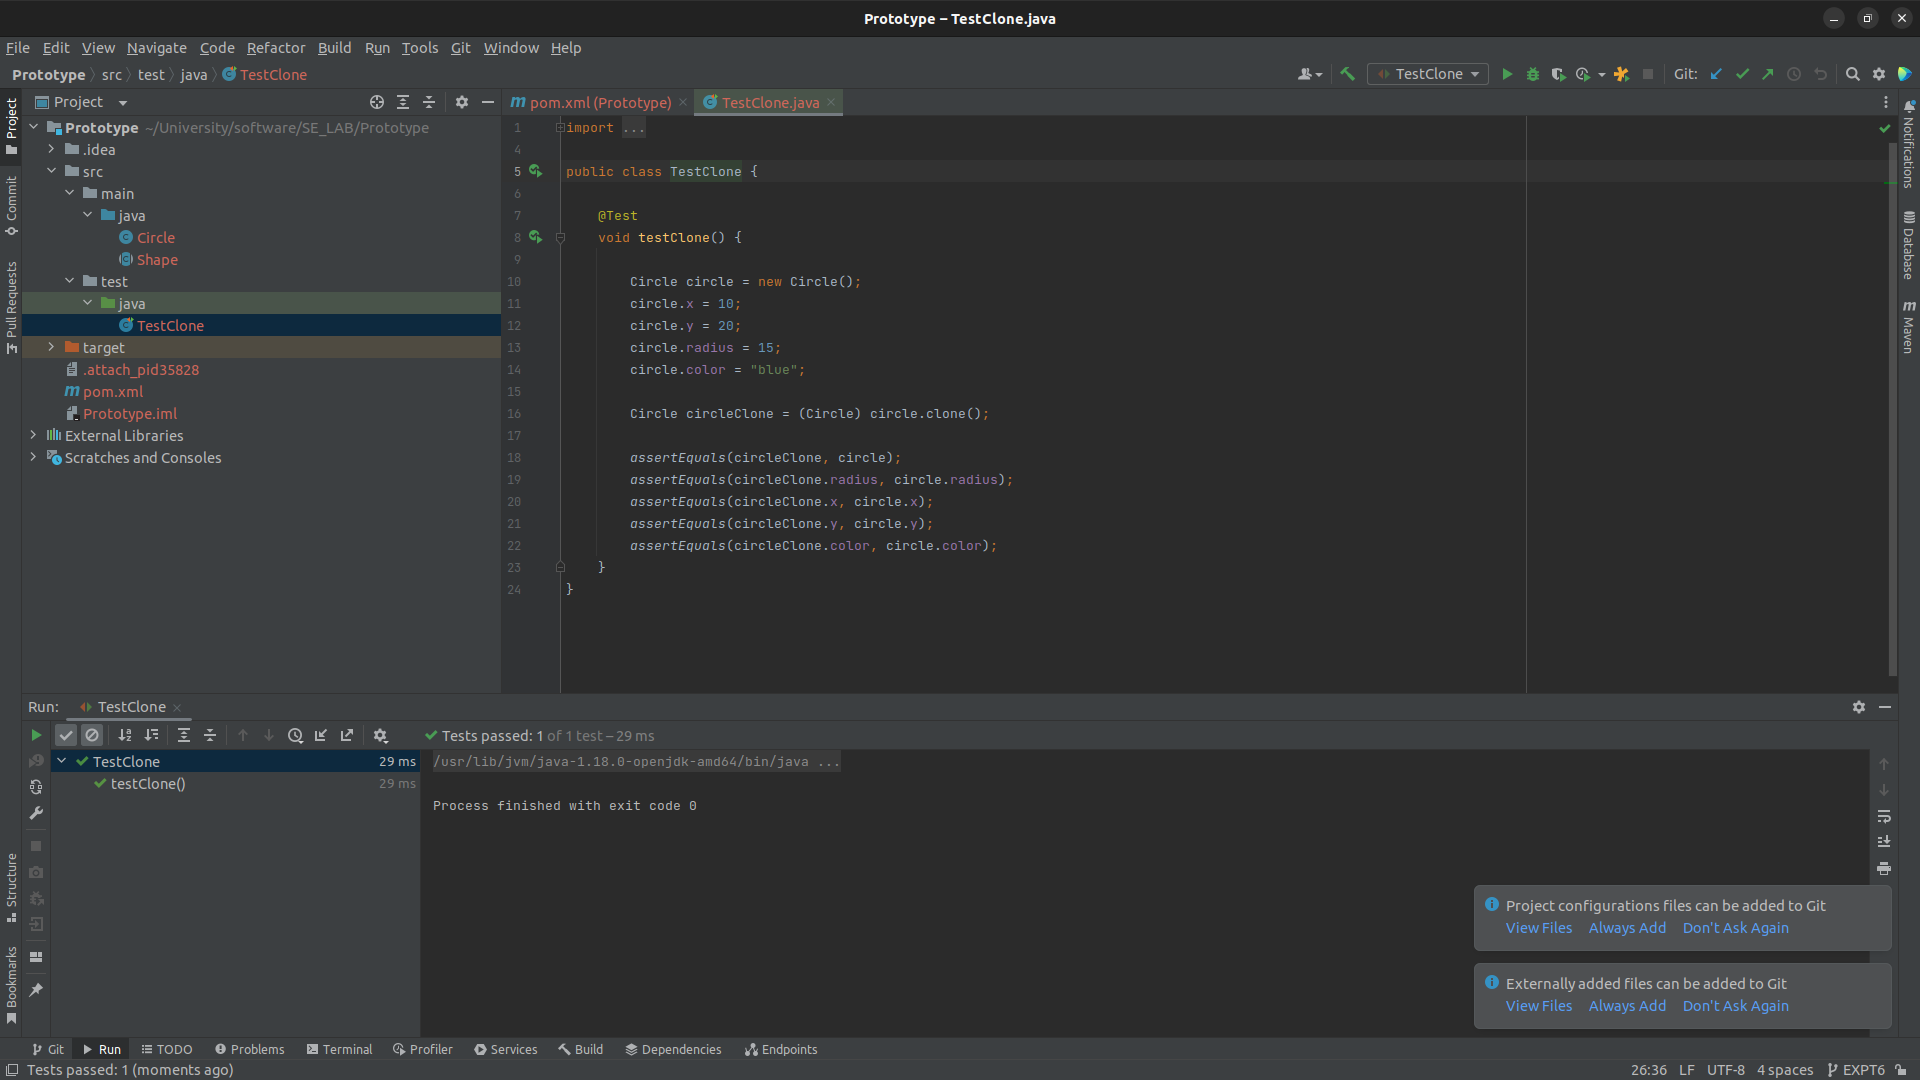 Prototype – TestClone.java
File Edit View Navigate Code Refactor Build Run Tools Git Window Help
Prototype src test java TestClone
TestClone
Git:
Project
pom.xml (Prototype)
TestClone.java
Prototype ~/University/software/SE_LAB/Prototype
.idea
src
main
java
Circle
Shape
test
java
TestClone
target
.attach_pid35828
pom.xml
Prototype.iml
External Libraries
Scratches and Consoles
Project
Commit
Pull Requests
Structure
Bookmarks
1 import ...
4
5 public class TestClone {
6
7 @Test
8 void testClone() {
9
10 Circle circle = new Circle();
11 circle.x = 10;
12 circle.y = 20;
13 circle.radius = 15;
14 circle.color = "blue";
15
16 Circle circleClone = (Circle) circle.clone();
17
18 assertEquals(circleClone, circle);
19 assertEquals(circleClone.radius, circle.radius);
20 assertEquals(circleClone.x, circle.x);
21 assertEquals(circleClone.y, circle.y);
22 assertEquals(circleClone.color, circle.color);
23 }
24 }
Notifications
Database
Maven
Run: TestClone
Tests passed: 1 of 1 test – 29 ms
TestClone 29 ms
testClone() 29 ms
/usr/lib/jvm/java-1.18.0-openjdk-amd64/bin/java ...
Process finished with exit code 0
Project configurations files can be added to Git
View Files Always Add Don't Ask Again
Externally added files can be added to Git
View Files Always Add Don't Ask Again
Git Run TODO Problems Terminal Profiler Services Build Dependencies Endpoints
Tests passed: 1 (moments ago)
26:36 LF UTF-8 4 spaces EXPT6